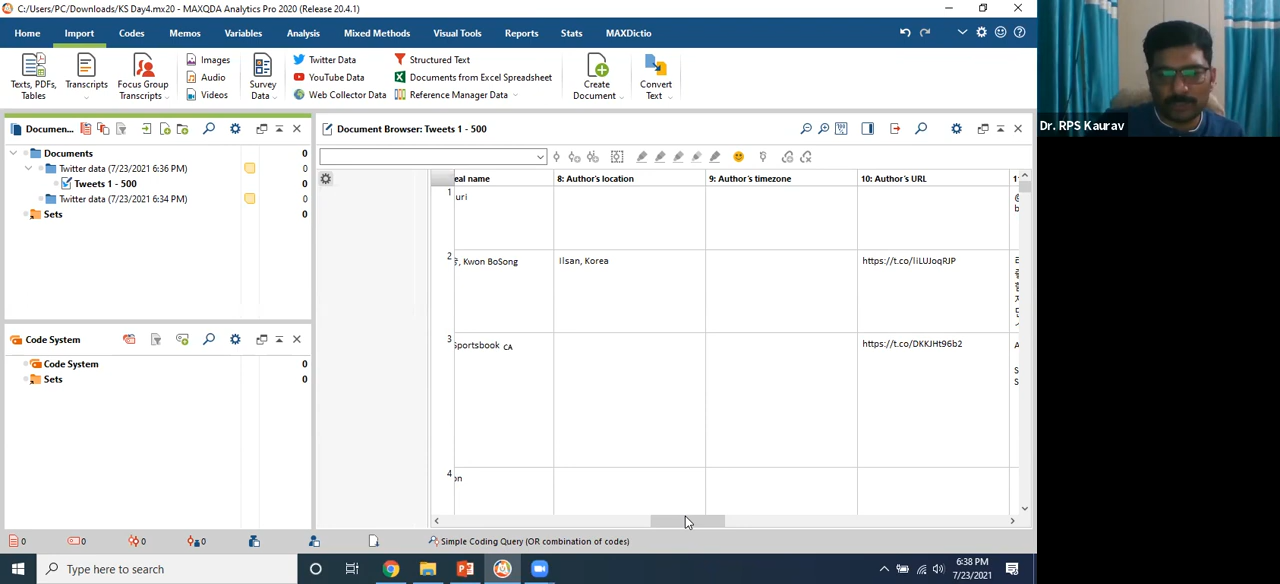 C:/Users/PC/Downloads/KS Day4.mx20 - MAXQDA Analytics Pro 2020 (Release 20.4.1)
Home Import Codes Memos Variables Analysis Mixed Methods Visual Tools Reports Stats MAXDictio
Texts, PDFs, Tables
Transcripts
Focus Group Transcripts
Images
Audio
Videos
Survey Data
Twitter Data
YouTube Data
Web Collector Data
Structured Text
Documents from Excel Spreadsheet
Reference Manager Data
Create Document
Convert Text
Dr. RPS Kaurav
Documen...
Documents 0
Twitter data (7/23/2021 6:36 PM) 0
Tweets 1 - 500 0
Twitter data (7/23/2021 6:34 PM) 0
Sets 0
Code System
Code System 0
Sets 0
Document Browser: Tweets 1 - 500
eal name 8: Author's location 9: Author's timezone 10: Author's URL 1
1 uri
2 , Kwon BoSong Ilsan, Korea https://t.co/IiLUJoqRJP
3 Sportsbook CA https://t.co/DKKJHt96b2
4 on
0 0 0 0
Simple Coding Query (OR combination of codes)
Type here to search
6:38 PM
7/23/2021